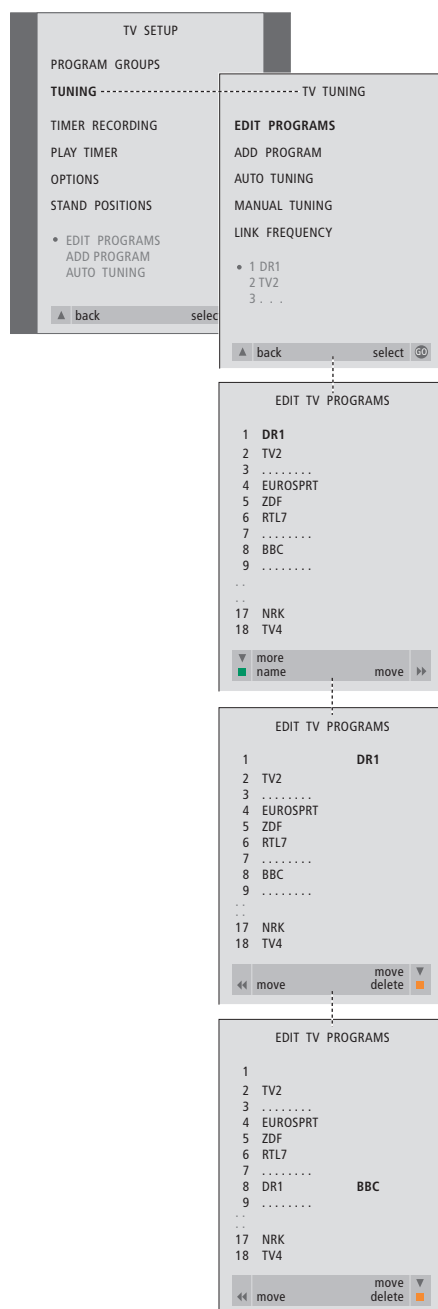 TV SETUP
PROGRAM GROUPS
TUNING
TIMER RECORDING
PLAY TIMER
OPTIONS
STAND POSITIONS
• EDIT PROGRAMS
ADD PROGRAM
AUTO TUNING
▲ back selec
TV TUNING
EDIT PROGRAMS
ADD PROGRAM
AUTO TUNING
MANUAL TUNING
LINK FREQUENCY
• 1 DR1
2 TV2
3 . . .
▲ back select GO
EDIT TV PROGRAMS
1 DR1
2 TV2
3 . . . . . . . .
4 EUROSPRT
5 ZDF
6 RTL7
7 . . . . . . . .
8 BBC
9 . . . . . . . .
. .
. .
17 NRK
18 TV4
▼ more
name move
EDIT TV PROGRAMS
1 DR1
2 TV2
3 . . . . . . . .
4 EUROSPRT
5 ZDF
6 RTL7
7 . . . . . . . .
8 BBC
9 . . . . . . . .
. .
. .
17 NRK
18 TV4
move ▼
move delete
EDIT TV PROGRAMS
1
2 TV2
3 . . . . . . . .
4 EUROSPRT
5 ZDF
6 RTL7
7 . . . . . . . .
8 DR1 BBC
9 . . . . . . . .
. .
. .
17 NRK
18 TV4
move ▼
move delete